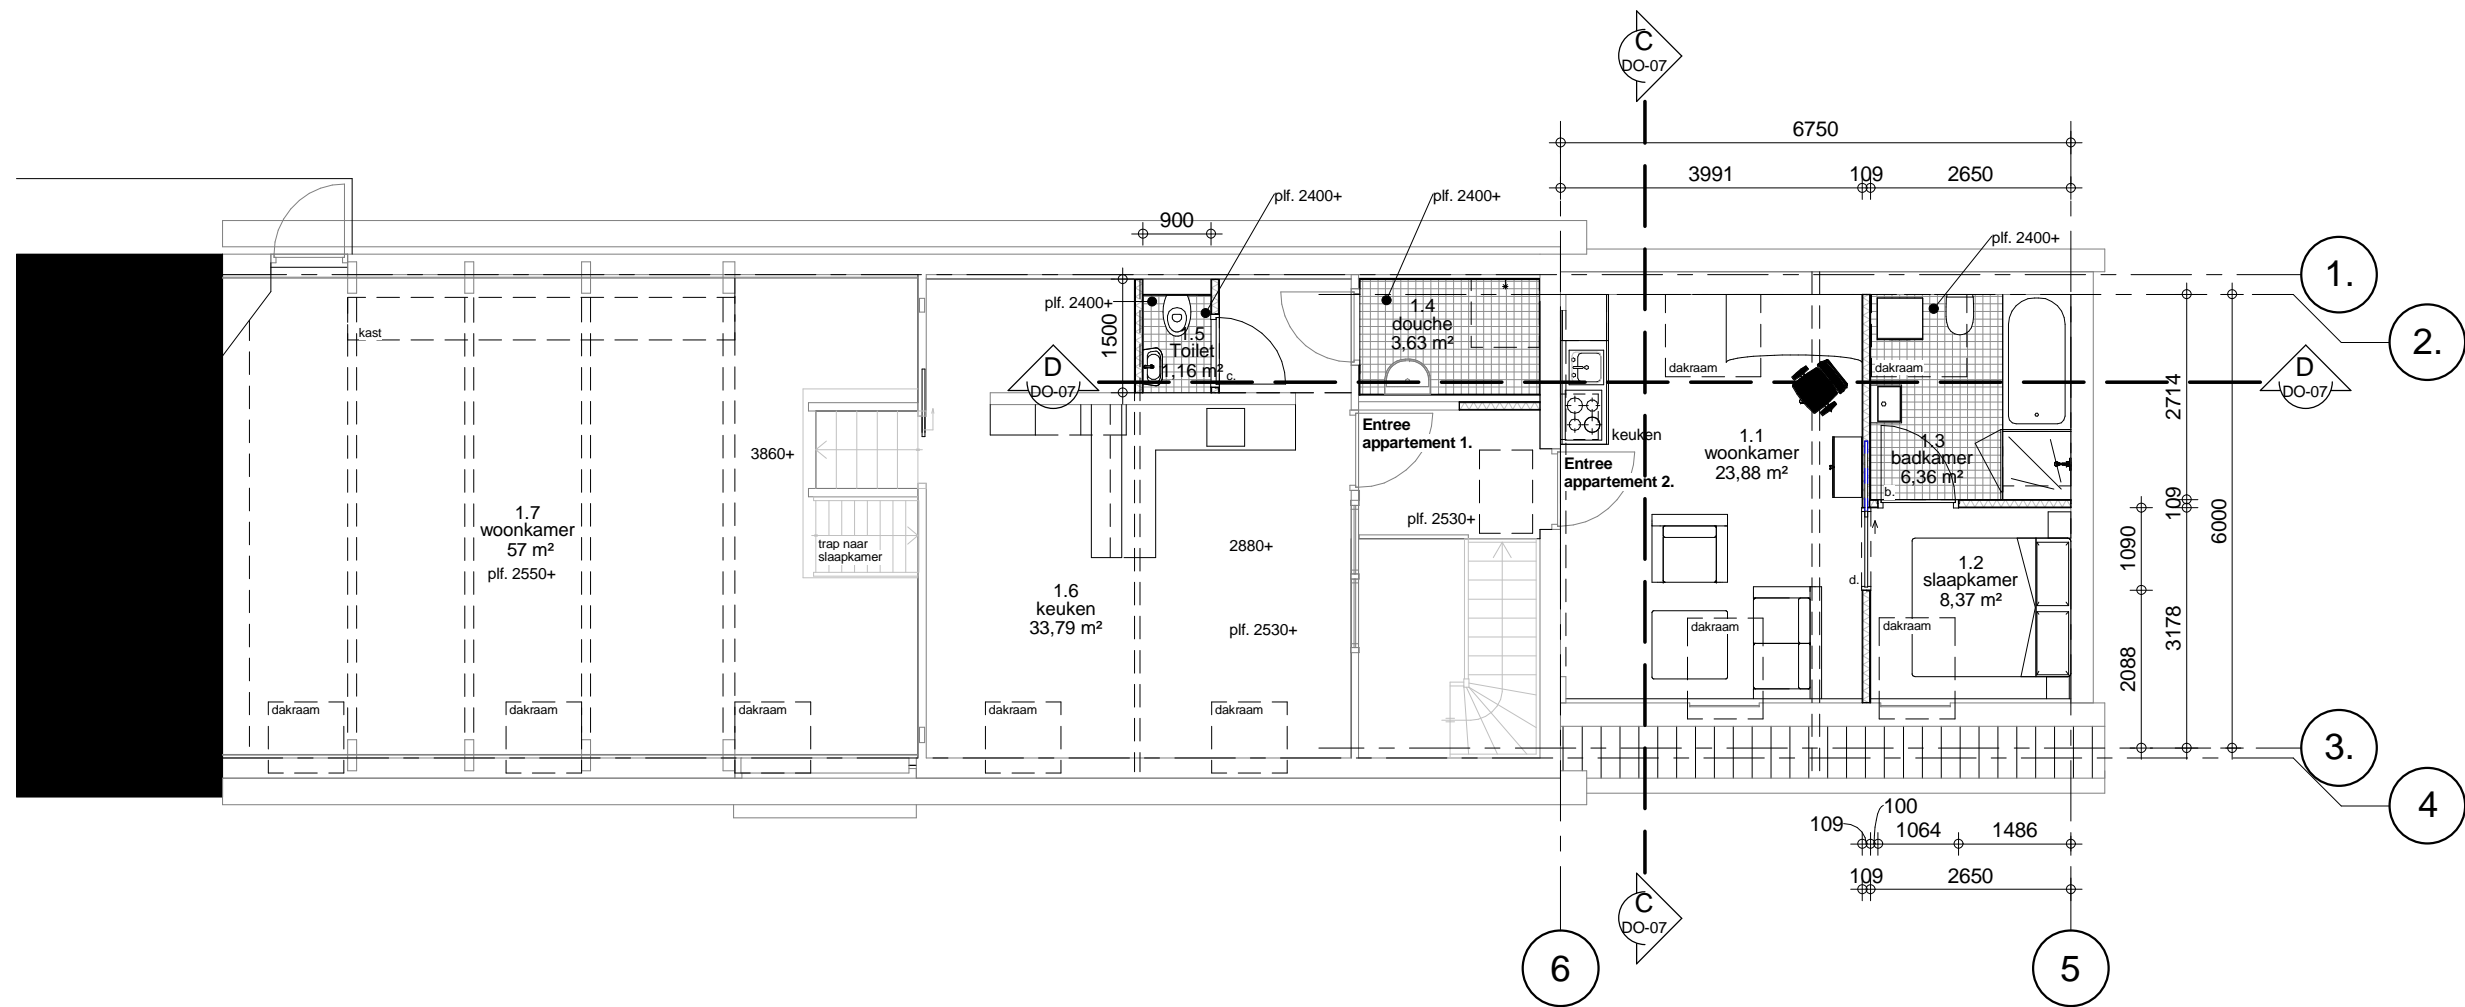 C
DO-07
6750
3991
109
2650
plf. 2400+
plf. 2400+
900
plf. 2400+
1.
2.
plf. 2400+
kast
1500
1.5
Toilet
1,16 m²
c.
1.4
douche
3,63 m²
dakraam
dakraam
D
DO-07
D
DO-07
2714
3860+
Entree
appartement 1.
keuken
Entree
appartement 2.
1.1
woonkamer
23,88 m²
1.3
badkamer
6,36 m²
b.
109
6000
1.7
woonkamer
57 m²
plf. 2550+
trap naar
slaapkamer
plf. 2530+
2880+
1090
1.6
keuken
33,79 m²
plf. 2530+
d.
1.2
slaapkamer
8,37 m²
3178
2088
dakraam
dakraam
dakraam
dakraam
dakraam
dakraam
dakraam
3.
4
100
109
1064
1486
109
2650
C
DO-07
6
5